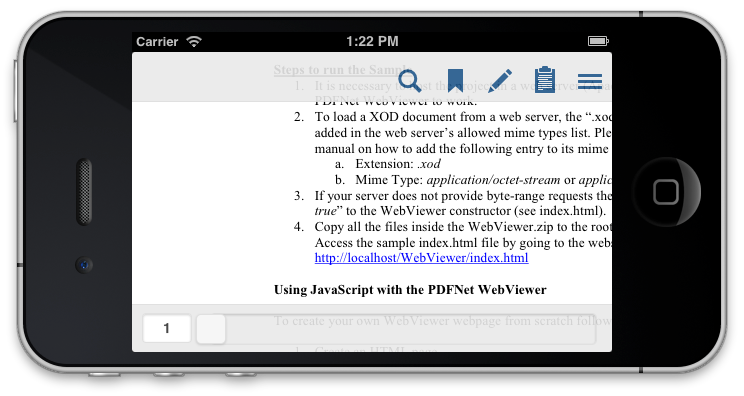 Carrier 1:22 PM
Steps to run the Sample
1. It is necessary to host the project on a web server
PDFNet WebViewer to work.
2. To load a XOD document from a web server, the “.xod
added in the web server’s allowed mime types list. Ple
manual on how to add the following entry to its mime
a. Extension: .xod
b. Mime Type: application/octet-stream or applic
3. If your server does not provide byte-range requests the
true” to the WebViewer constructor (see index.html).
4. Copy all the files inside the WebViewer.zip to the root
Access the sample index.html file by going to the webs
http://localhost/WebViewer/index.html
Using JavaScript with the PDFNet WebViewer
To create your own WebViewer webpage from scratch follow
1
1. Create an HTML page